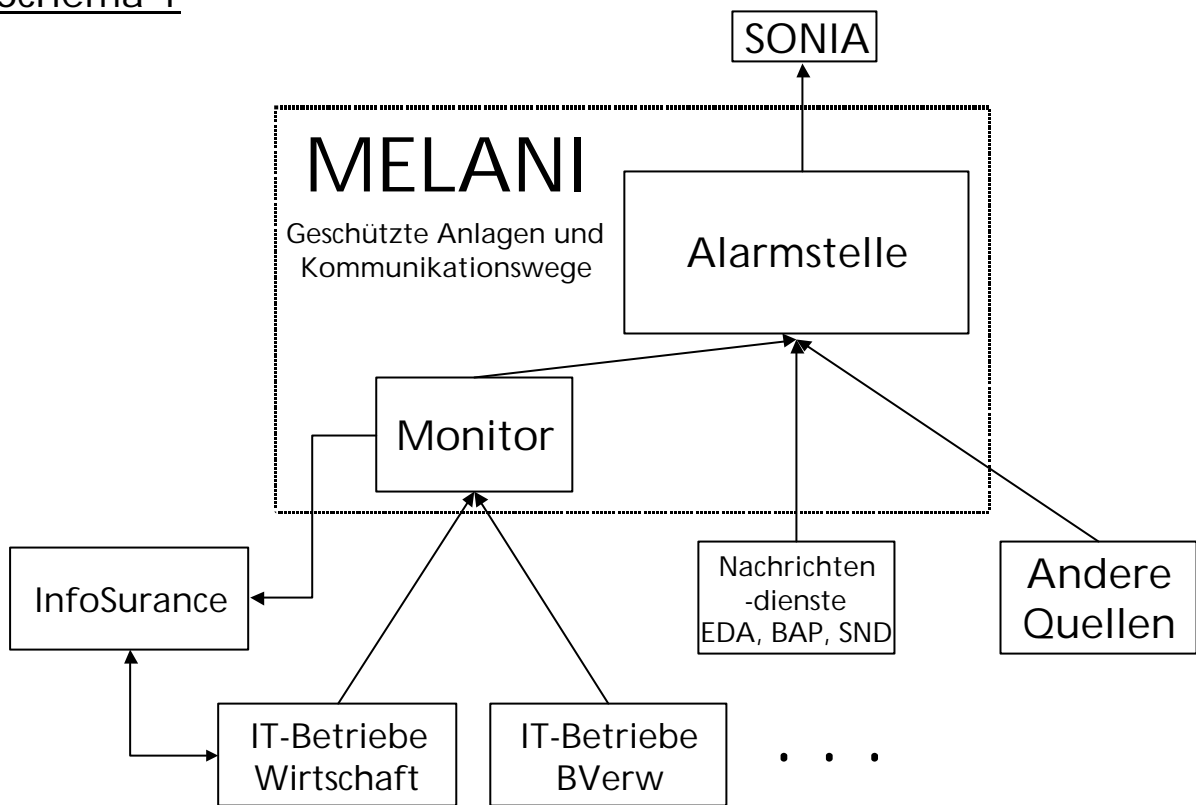 SONIA
MELANI
Geschützte Anlagen und
Kommunikationswege
Alarmstelle
Monitor
InfoSurance
Nachrichten
-dienste
EDA, BAP, SND
Andere
Quellen
IT-Betriebe
Wirtschaft
IT-Betriebe
BVerw
. . .